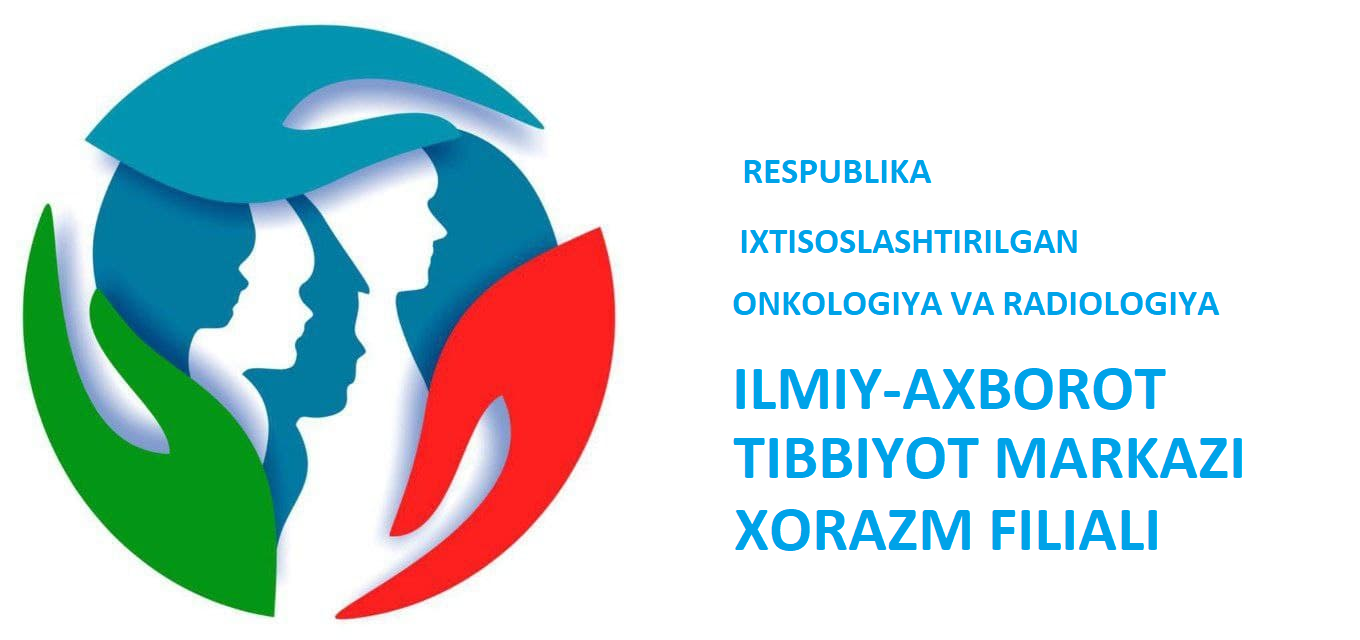 RESPUBLIKA
IXTISOSLASHTIRILGAN
ONKOLOGIYA VA RADIOLOGIYA
ILMIY-AXBOROT
TIBBIYOT MARKAZI
XORAZM FILIALI